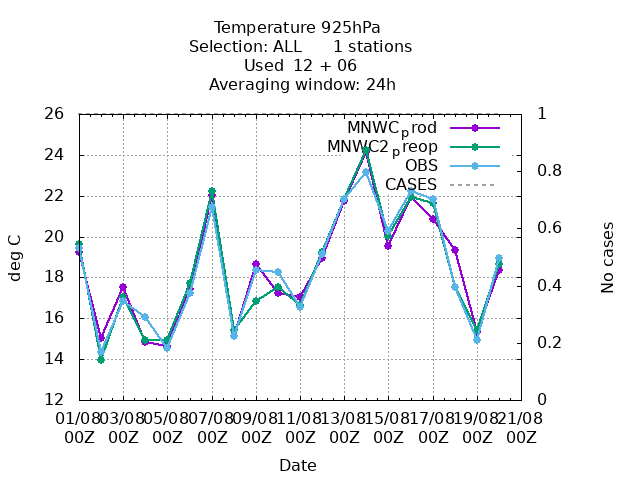 Temperature 925hPa
Selection: ALL 1 stations
Used 12 + 06
Averaging window: 24h
26 1
MNWCprod
MNWC2preop
OBS
CASES
24
22
20
18
16
14
12
0.8
0.6
0.4
0.2
0
deg C
No cases
01/08 03/08 05/08 07/08 09/08 11/08 13/08 15/08 17/08 19/08 21/08
00Z 00Z 00Z 00Z 00Z 00Z 00Z 00Z 00Z 00Z 00Z
Date